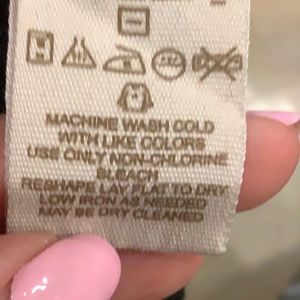 MACHINE WASH COLD
WITH LIKE COLORS
USE ONLY NON-CHLORINE
BLEACH
RESHAPE LAY FLAT TO DRY
LOW IRON AS NEEDED
MAY BE DRY CLEANED